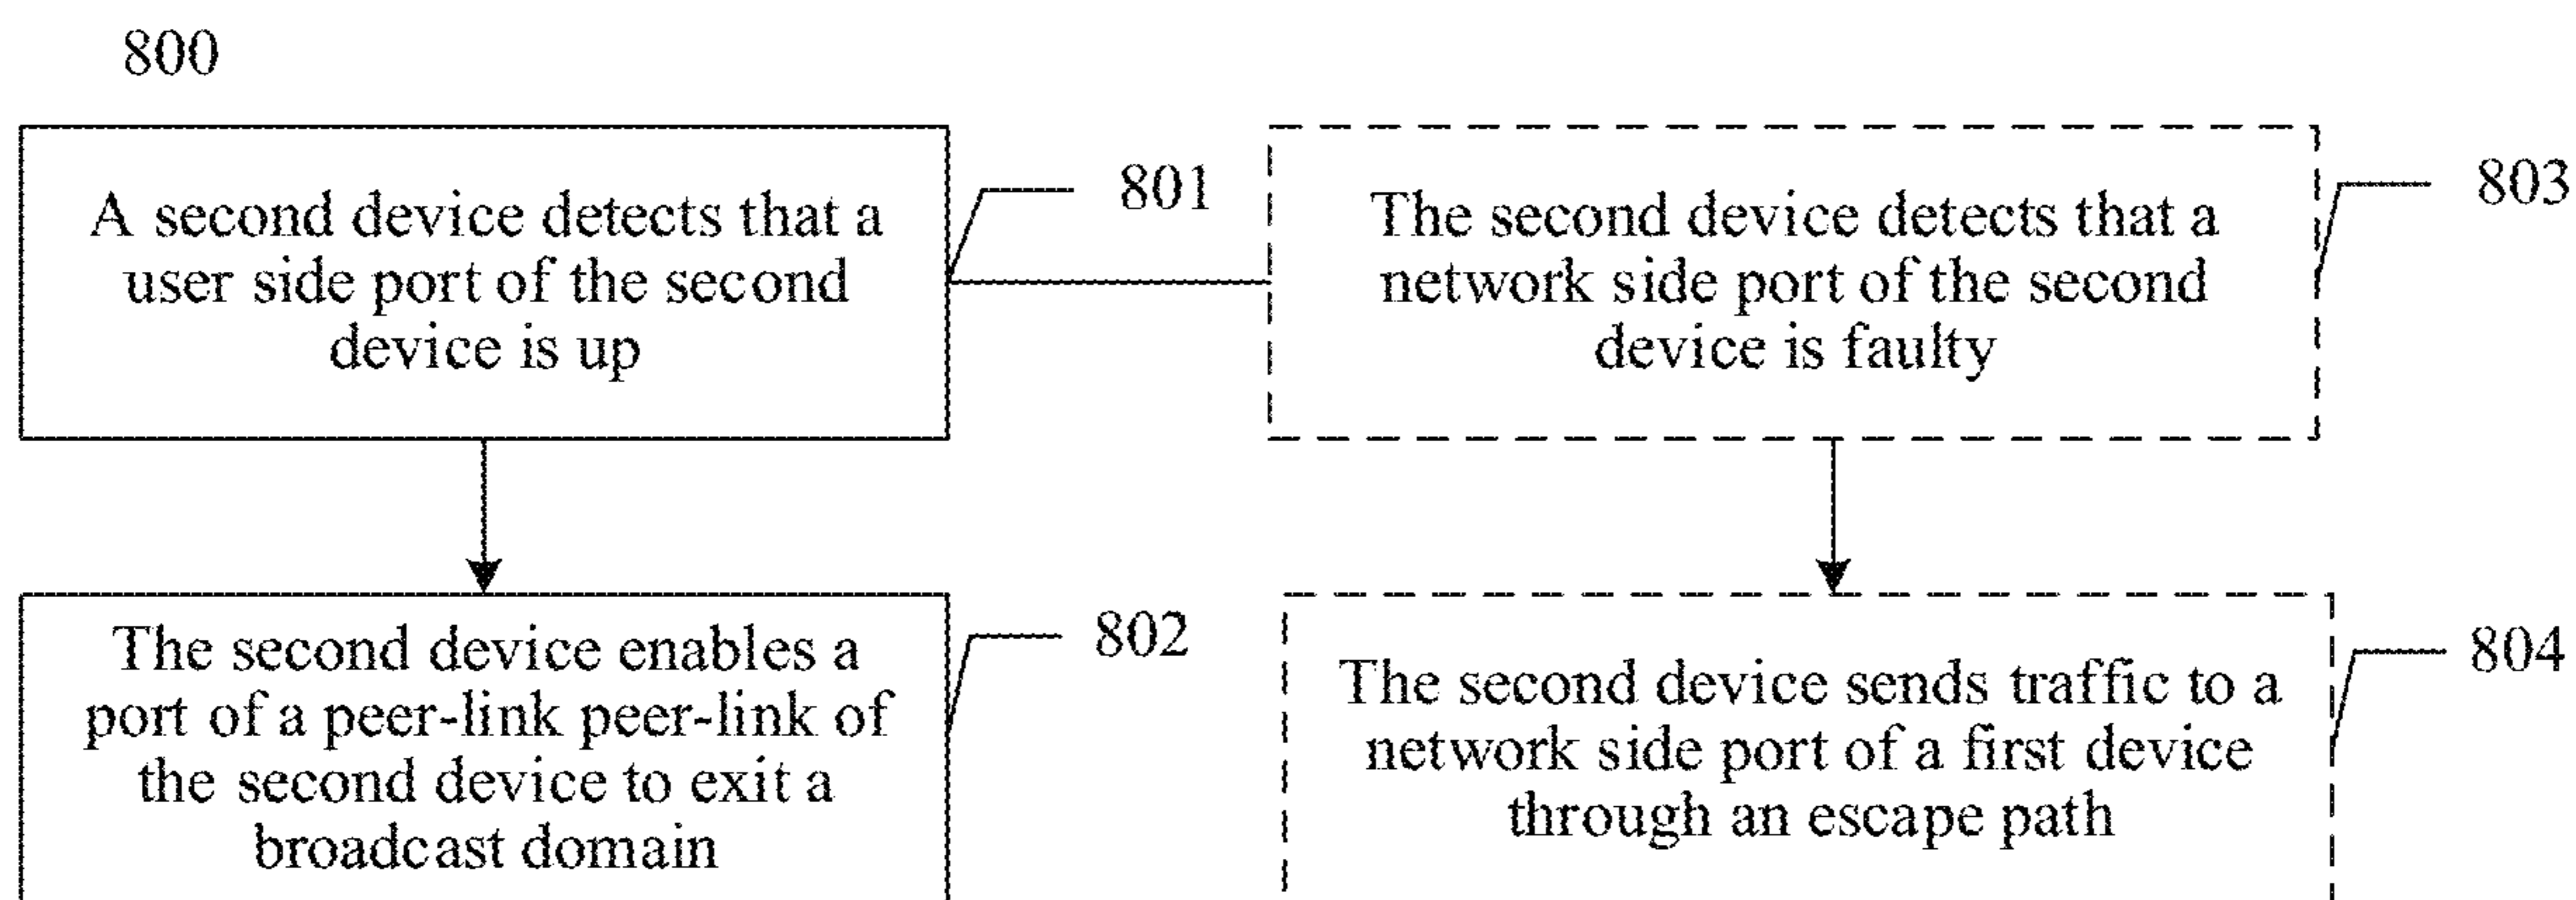 800
A second device detects that a
user side port of the second
device is up
801
The second device detects that a
network side port of the second
device is faulty
803
The second device enables a
port of a peer-link peer-link of
the second device to exit a
broadcast domain
802
The second device sends traffic to a
network side port of a first device
through an escape path
804